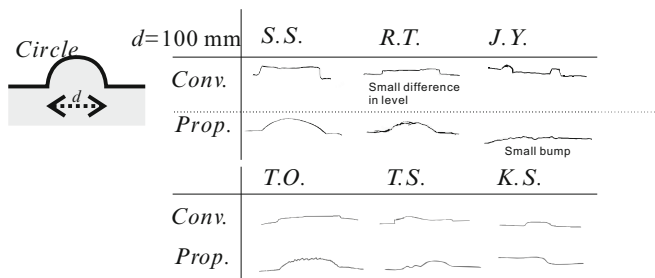 Circle
d
d=100 mm S.S. R.T. J.Y.
Conv.
Small difference
in level
Prop.
Small bump
T.O. T.S. K.S.
Conv.
Prop.